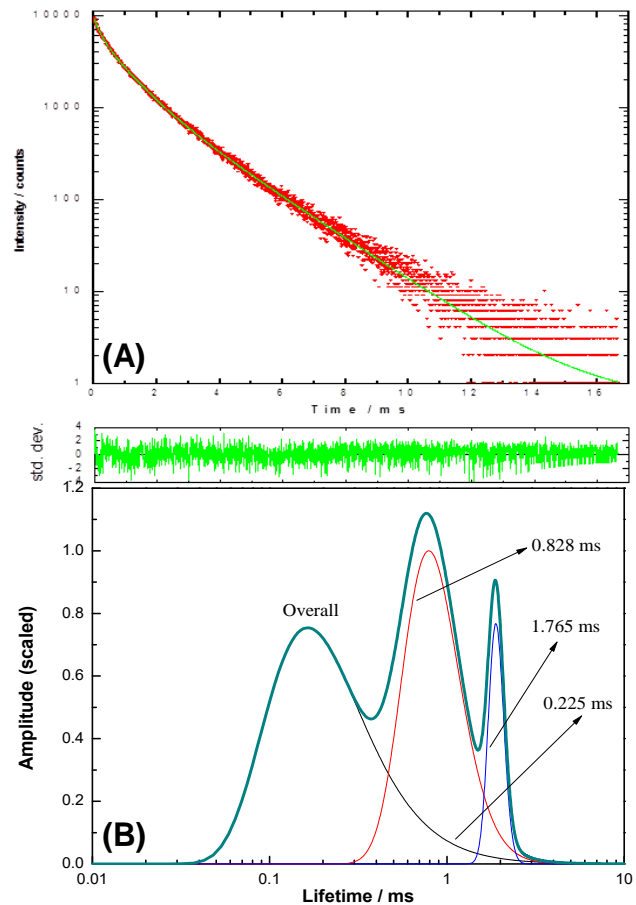 10000
1000
100
10
1
Intensity / counts
(A)
0 2 4 6 8 10 12 14 16
Time / ms
std. dev.
4
2
0
-2
-4
1.2
1.0
0.8
0.6
0.4
0.2
0.0
Amplitude (scaled)
0.828 ms
Overall
1.765 ms
0.225 ms
(B)
0.01 0.1 1 10
Lifetime / ms